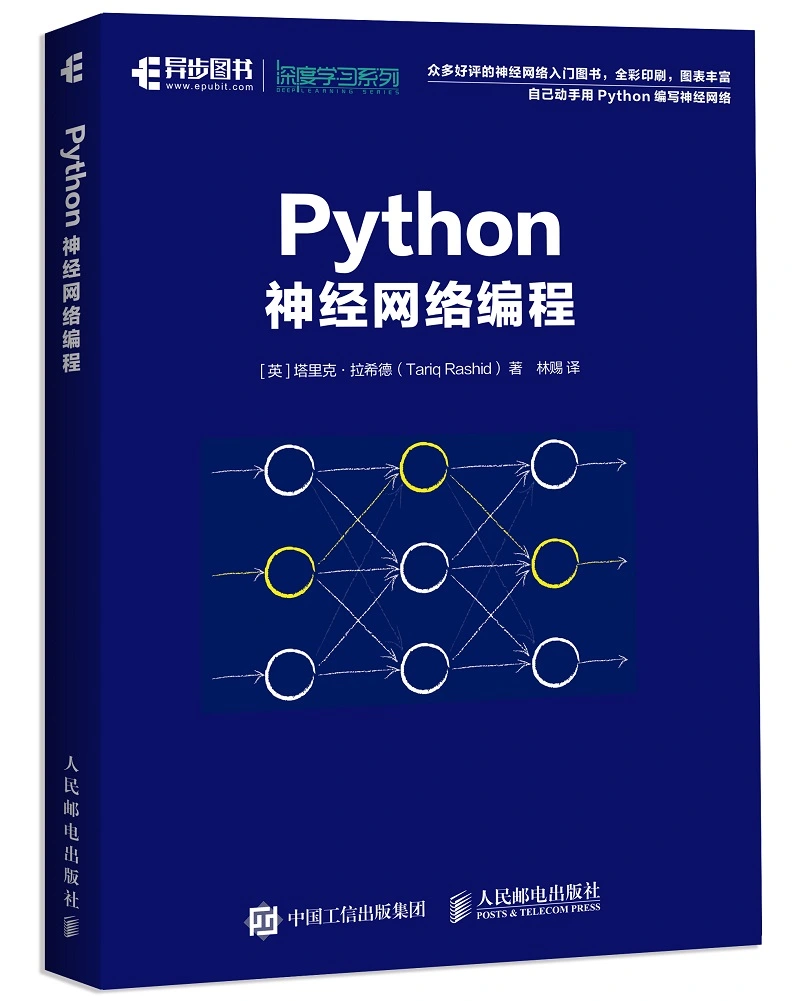 异步图书
www.epubit.com
深度学习系列
DEEP LEARNING SERIES
众多好评的神经网络入门图书，全彩印刷，图表丰富
自己动手用 Python 编写神经网络
Python
神经网络编程
[ 英 ] 塔里克 · 拉希德（Tariq Rashid）著 林赐 译
中国工信出版集团
人民邮电出版社
POSTS & TELECOM PRESS
Python 神经网络编程
人民邮电出版社